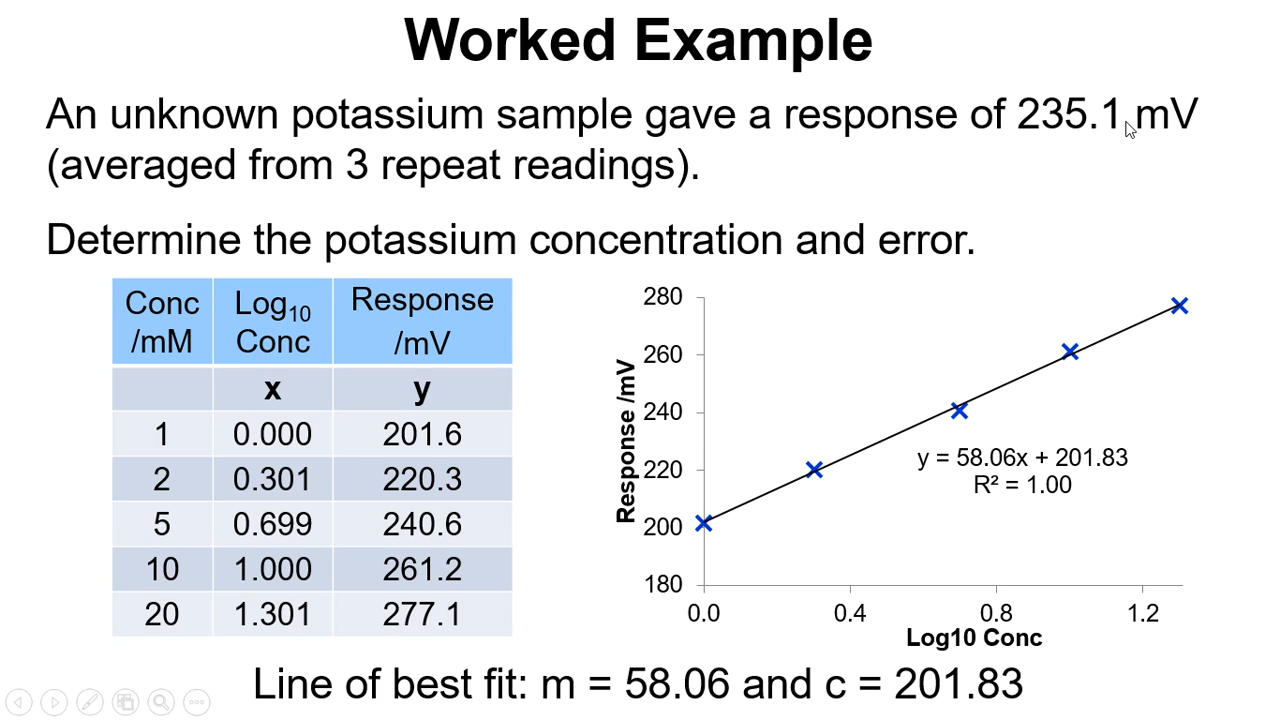 Worked Example
An unknown potassium sample gave a response of 235.1 mV
(averaged from 3 repeat readings).
Determine the potassium concentration and error.
Conc /mM Log₁₀ Conc Response /mV
x y
1 0.000 201.6
2 0.301 220.3
5 0.699 240.6
10 1.000 261.2
20 1.301 277.1
Response /mV
280
260
240
220
200
180
y = 58.06x + 201.83
R² = 1.00
0.0 0.4 0.8 1.2
Log10 Conc
Line of best fit: m = 58.06 and c = 201.83